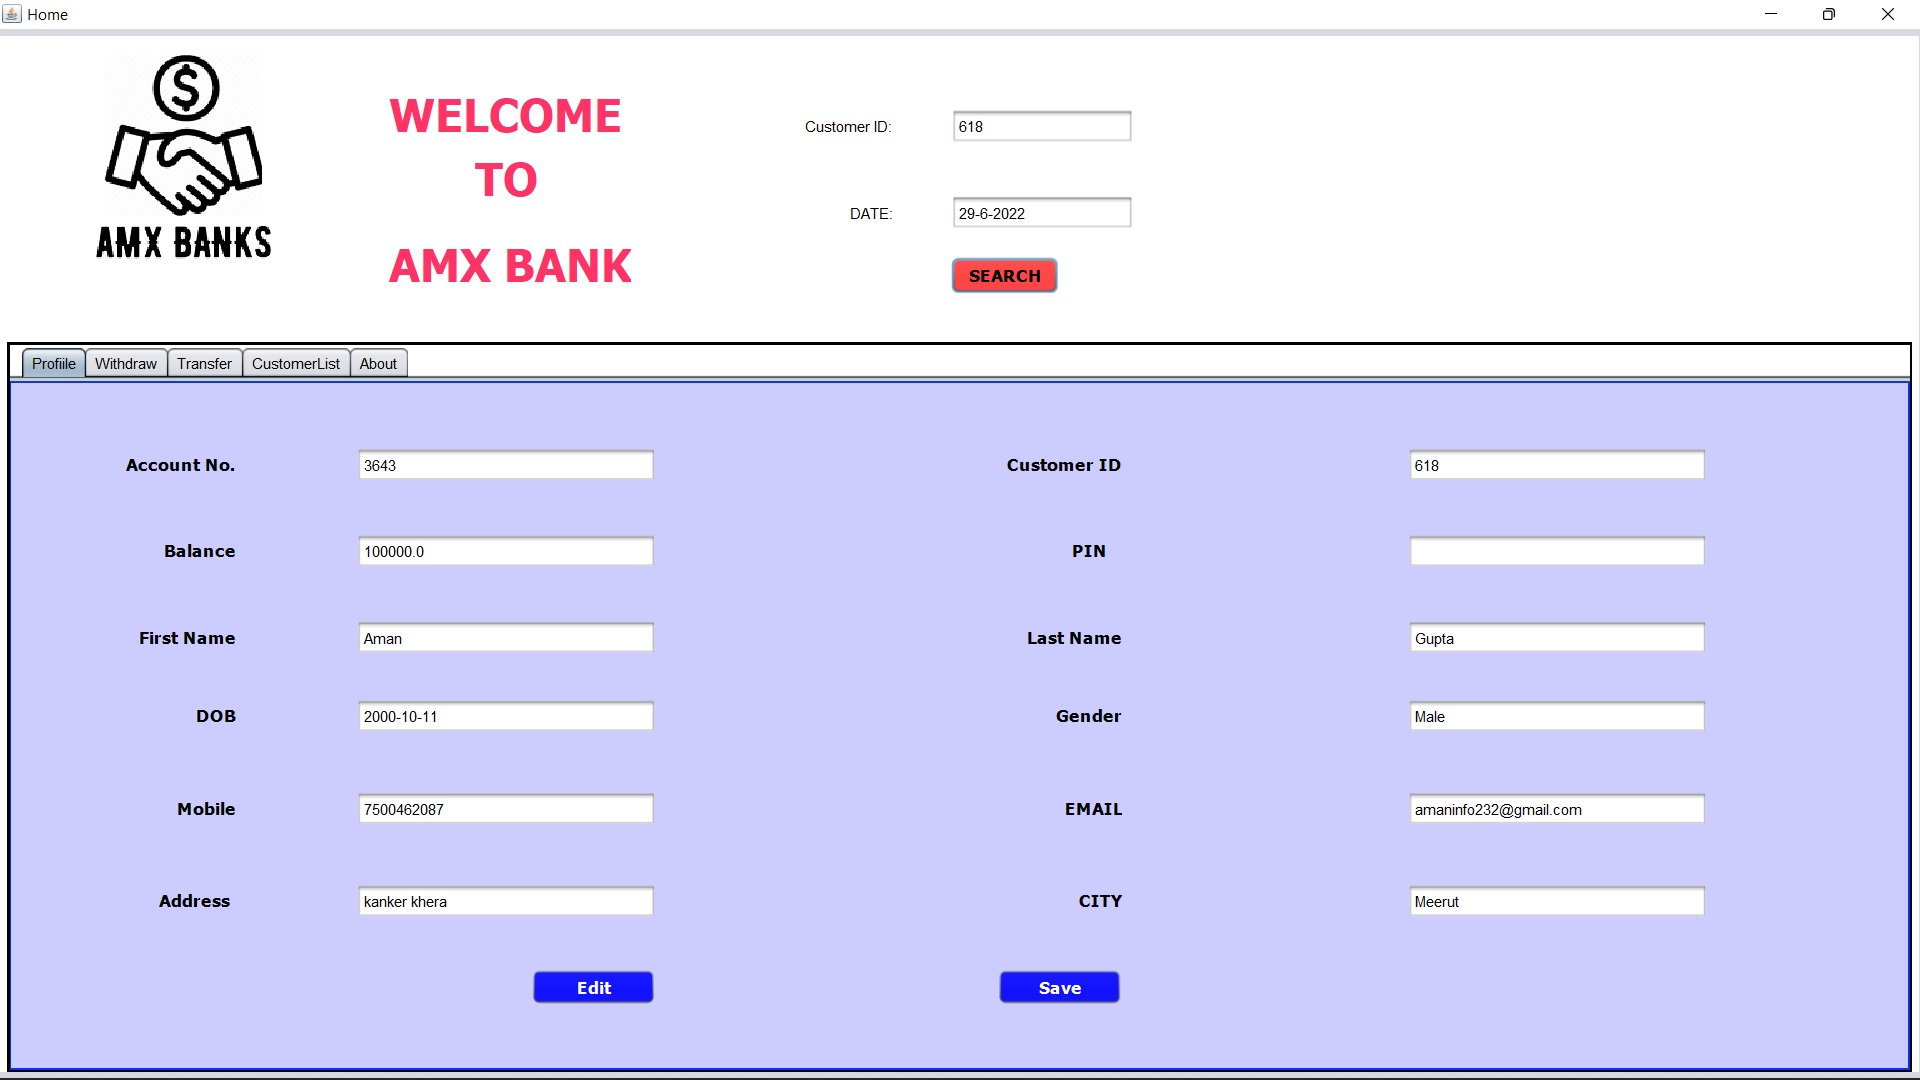 Home
$
AMX BANKS
WELCOME
TO
AMX BANK
Customer ID: 618
DATE: 29-6-2022
SEARCH
Profiile Withdraw Transfer CustomerList About
Account No. 3643 Customer ID 618
Balance 100000.0 PIN
First Name Aman Last Name Gupta
DOB 2000-10-11 Gender Male
Mobile 7500462087 EMAIL amaninfo232@gmail.com
Address kanker khera CITY Meerut
Edit Save